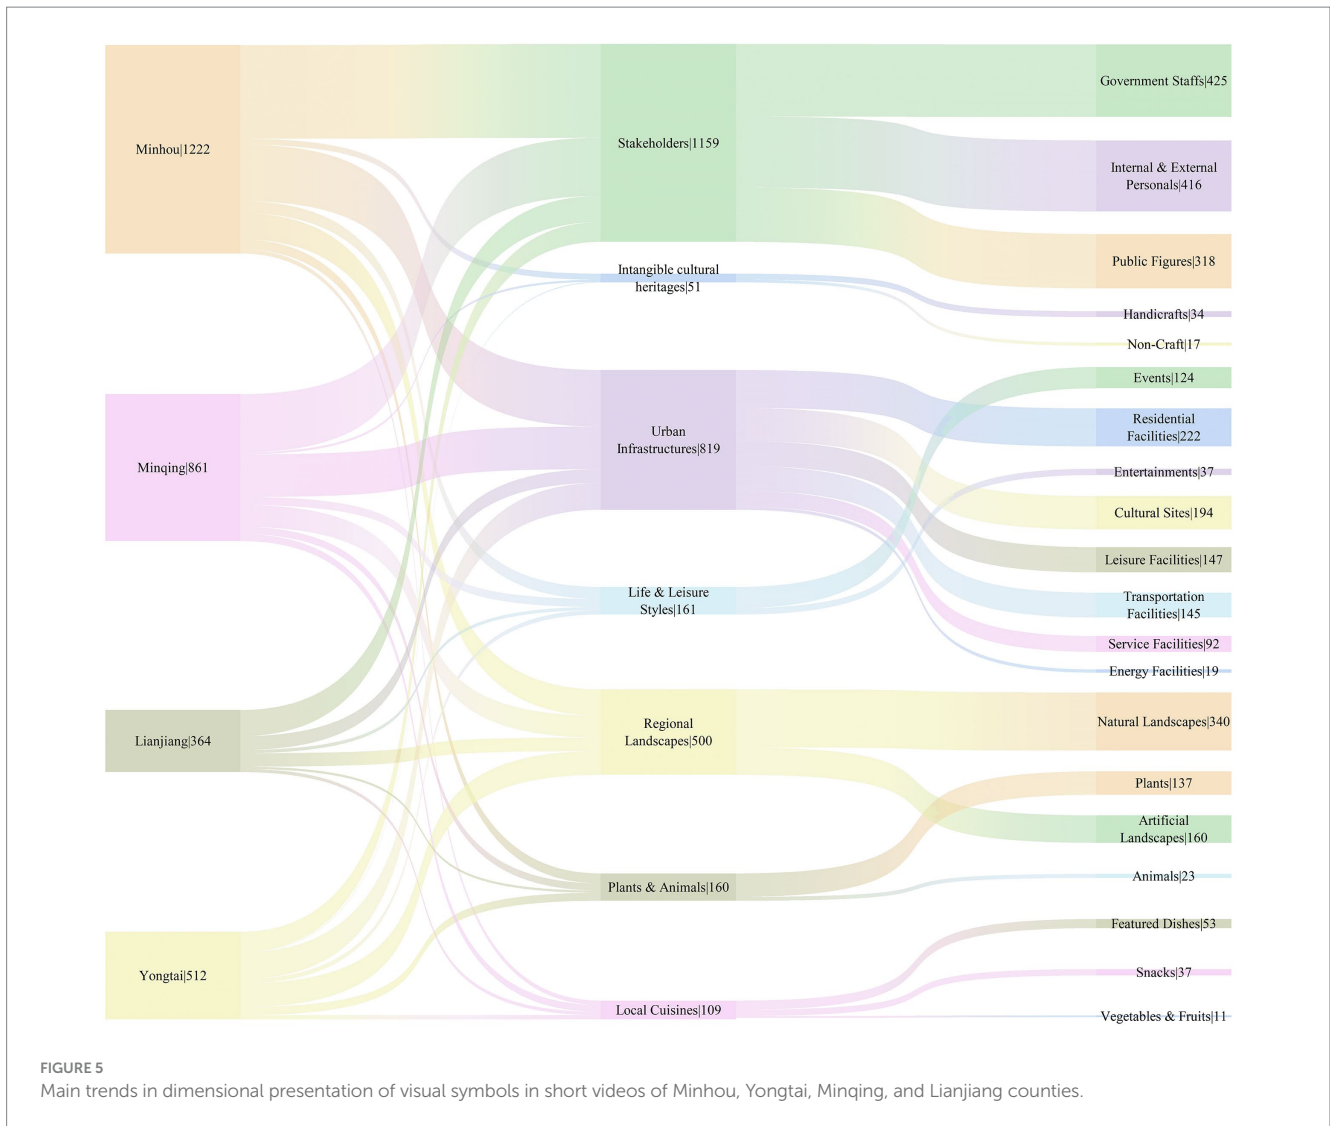 Minhou|1222
Minqing|861
Lianjiang|364
Yongtai|512
Stakeholders|1159
Intangible cultural
heritages|51
Urban
Infrastructures|819
Life & Leisure
Styles|161
Regional
Landscapes|500
Plants & Animals|160
Local Cuisines|109
Government Staffs|425
Internal & External
Personals|416
Public Figures|318
Handicrafts|34
Non-Craft|17
Events|124
Residential
Facilities|222
Entertainments|37
Cultural Sites|194
Leisure Facilities|147
Transportation
Facilities|145
Service Facilities|92
Energy Facilities|19
Natural Landscapes|340
Plants|137
Artificial
Landscapes|160
Animals|23
Featured Dishes|53
Snacks|37
Vegetables & Fruits|11
FIGURE 5
Main trends in dimensional presentation of visual symbols in short videos of Minhou, Yongtai, Minqing, and Lianjiang counties.